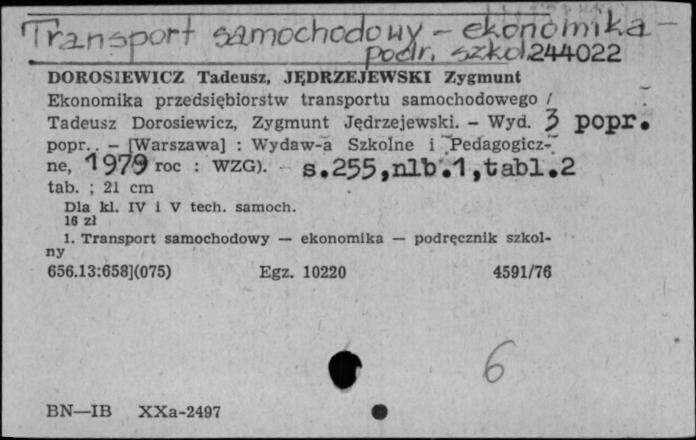 Transport samochodowy - ekonomika -
podr. szkol. 244022
DOROSIEWICZ Tadeusz, JĘDRZEJEWSKI Zygmunt
Ekonomika przedsiębiorstw transportu samochodowego /
Tadeusz Dorosiewicz, Zygmunt Jędrzejewski. - Wyd. 3 popr.
popr. - [Warszawa] : Wydaw-a Szkolne i Pedagogicz-
ne, 1979 roc : WZG). s.255,nlb.1,tabl.2
tab. ; 21 cm
Dla kl. IV i V tech. samoch.
16 zł
1. Transport samochodowy — ekonomika — podręcznik szkol-
ny
656.13:658](075) Egz. 10220 4591/76
6
BN—IB XXa-2497